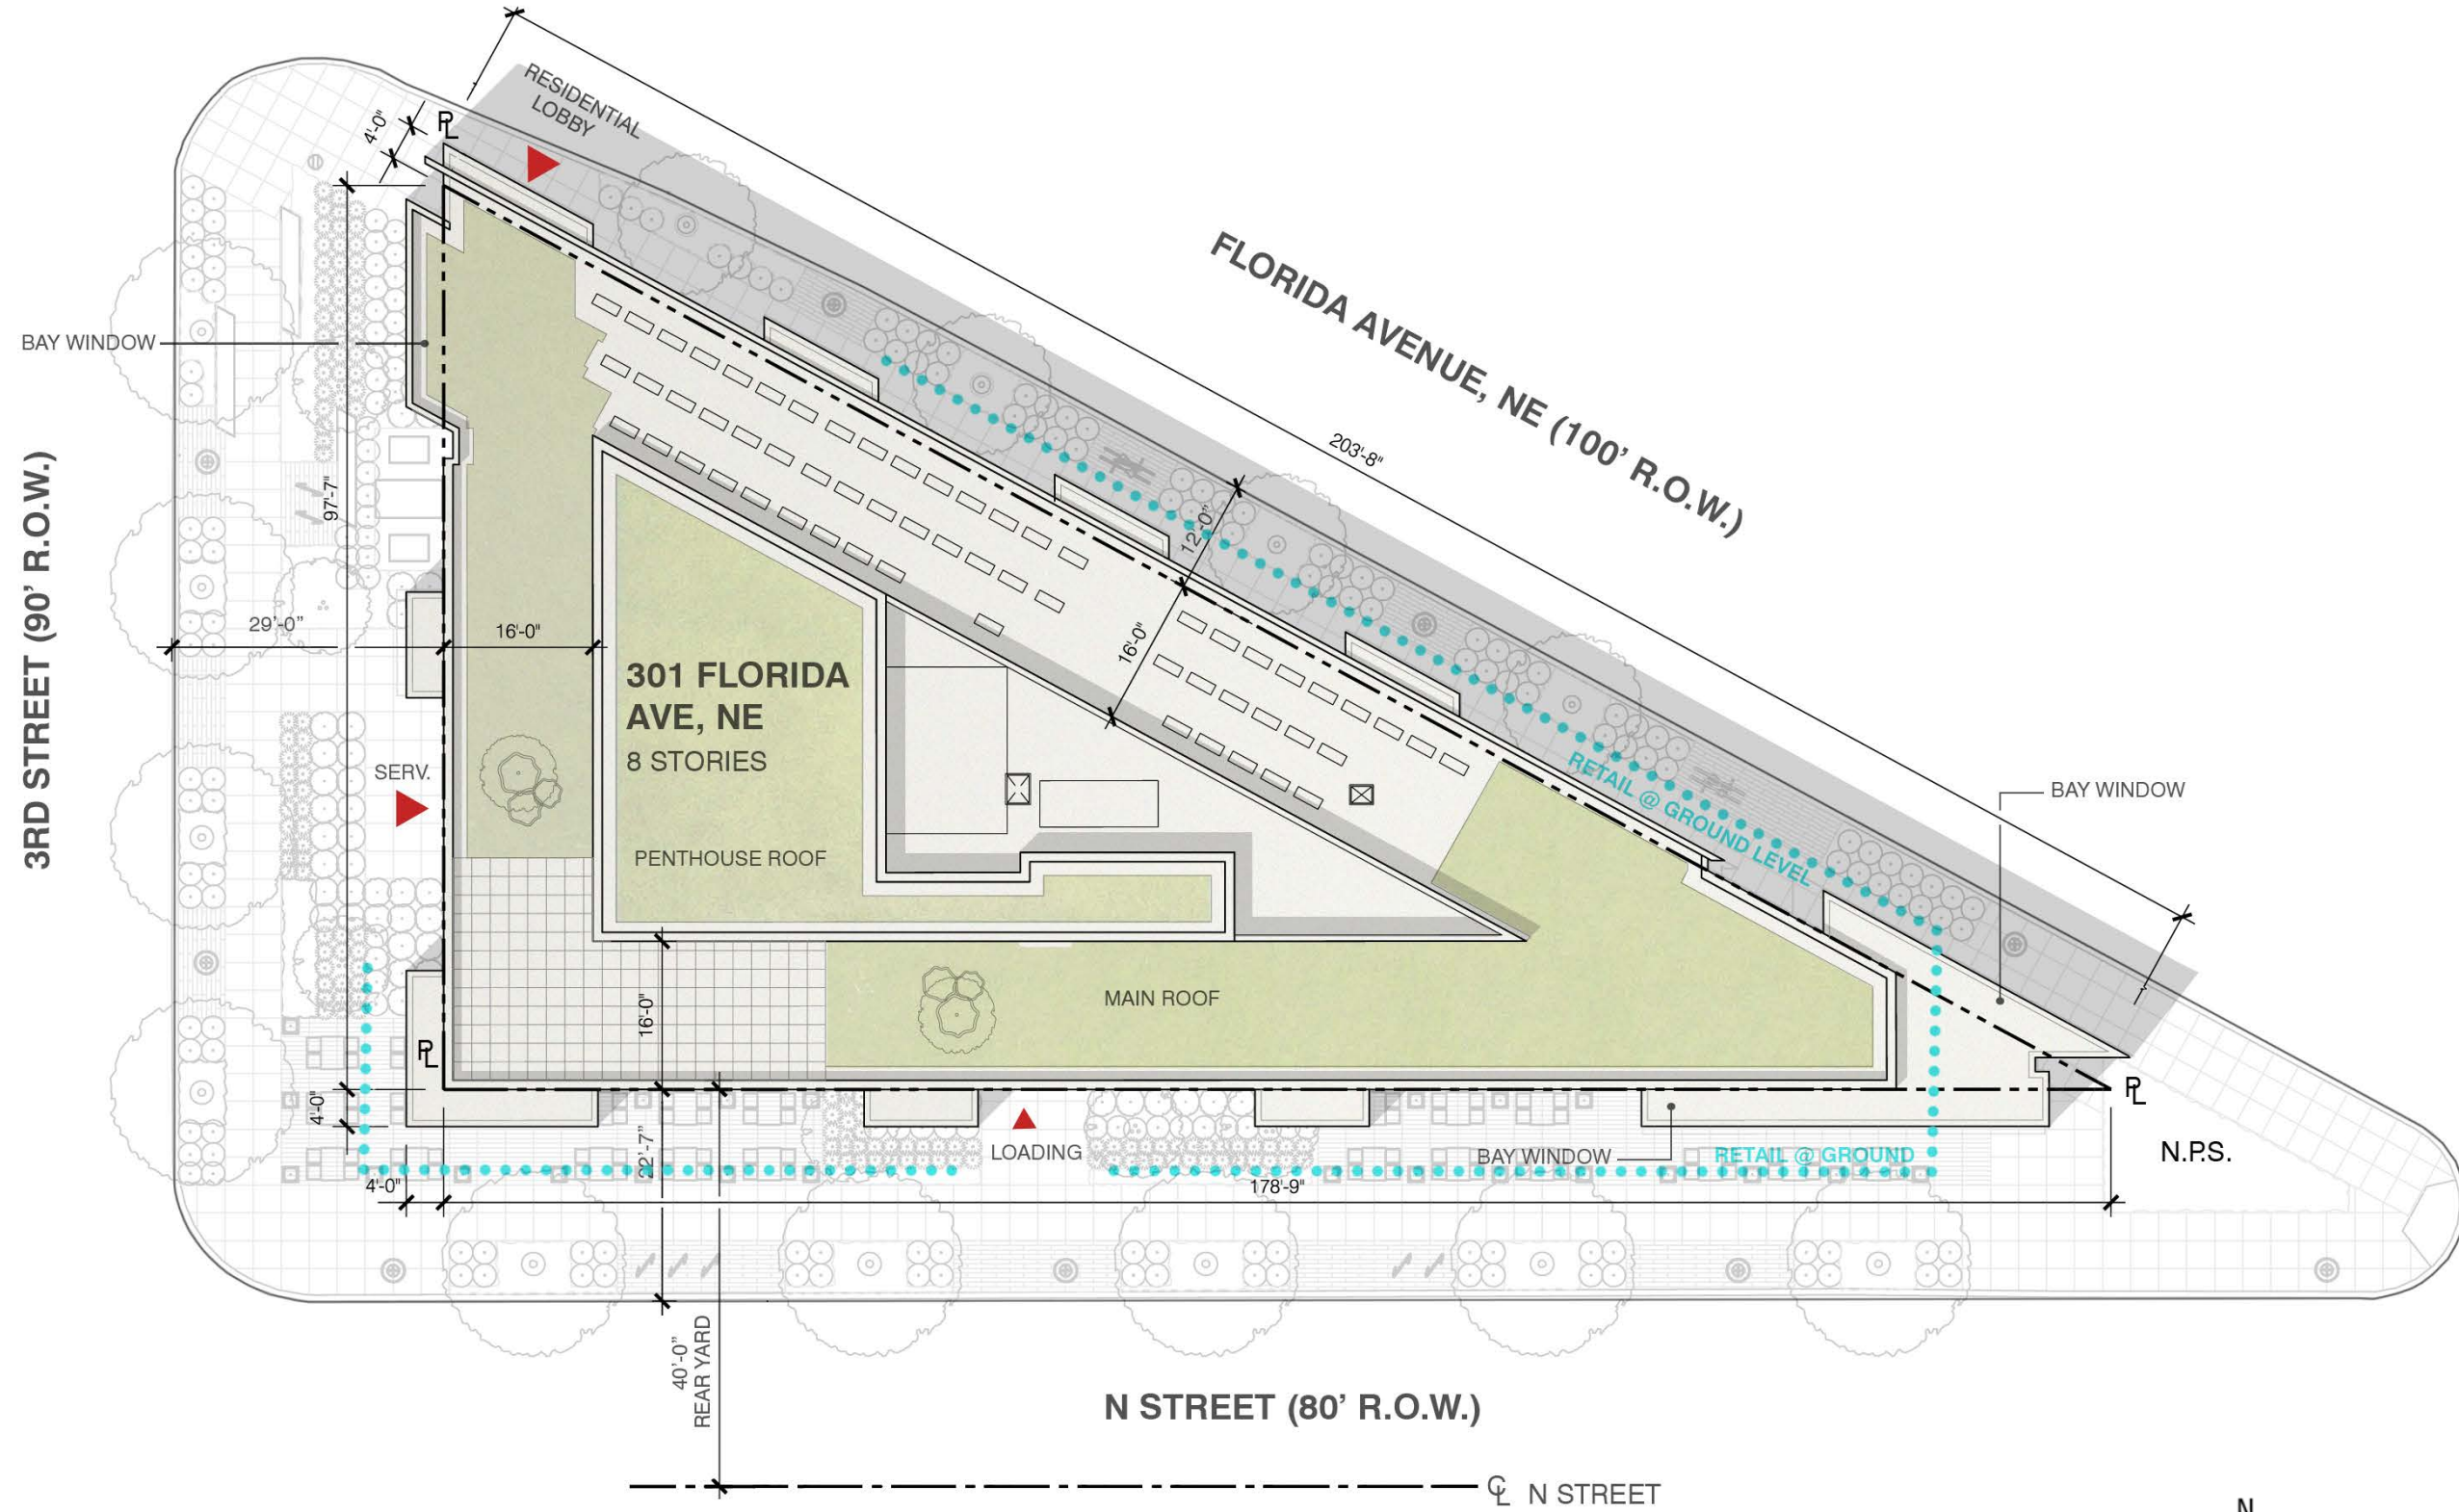 RESIDENTIAL
LOBBY
4'-0"
PL
FLORIDA AVENUE, NE (100' R.O.W.)
203'-8"
BAY WINDOW
3RD STREET (90' R.O.W.)
97'-7"
12'-0"
29'-0"
16'-0"
16'-0"
301 FLORIDA
AVE, NE
8 STORIES
SERV.
PENTHOUSE ROOF
RETAIL @ GROUND LEVEL
BAY WINDOW
MAIN ROOF
16'-0"
PL
4'-0"
PL
22'-7"
LOADING
BAY WINDOW
RETAIL @ GROUND
N.P.S.
4'-0"
178'-9"
40'-0"
REAR YARD
N STREET (80' R.O.W.)
CL N STREET
N